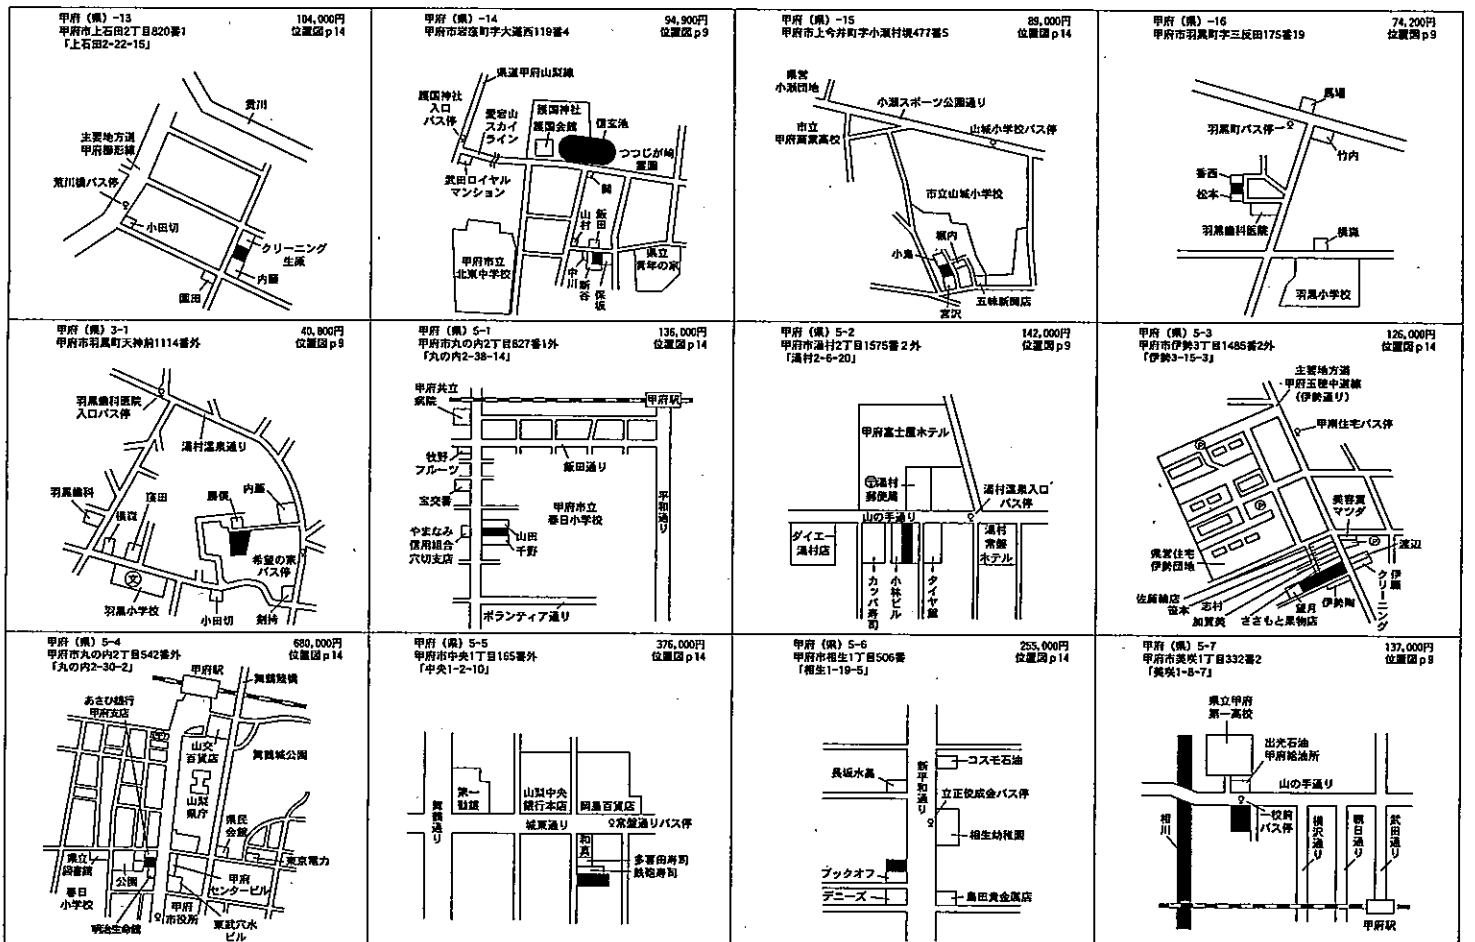 甲府（県）-13
104,000円
甲府市上石田2丁目820番1
位置図p14
「上石田2-22-15」
貢川
主要地方道
甲府櫛形線
荒川橋バス停
小田切
クリーニング
生原
内藤
園田
甲府（県）-14
94,900円
甲府市岩窪町字大道西119番4
位置図p9
県道甲府山梨線
護国神社
入口
バス停
愛宕山
スカイ
ライン
護国神社
護国会館
信玄池
つつじが崎
霊園
武田ロイヤル
マンション
関
山村
飯田
甲府市立
北東中学校
中川
新谷
保坂
県立
青年の家
甲府（県）-15
89,000円
甲府市上今井町字小瀬村境477番5
位置図p14
県営
小瀬団地
小瀬スポーツ公園通り
市立
甲府商業高校
山城小学校バス停
市立山城小学校
堀内
小鳥
五味新聞店
宮沢
甲府（県）-16
74,200円
甲府市羽黒町字三反田175番19
位置図p9
馬場
羽黒町バス停
竹内
香西
松本
羽黒歯科医院
横森
羽黒小学校
甲府（県）3-1
40,800円
甲府市羽黒町天神前1114番外
位置図p9
羽黒歯科医院
入口バス停
湯村温泉通り
羽黒歯科
窪田
横森
勝俣
内藤
希望の家
バス停
文
羽黒小学校
小田切
剣持
甲府（県）5-1
136,000円
甲府市丸の内2丁目827番1外
位置図p14
「丸の内2-38-14」
甲府共立
病院
甲府駅
牧野
フルーツ
飯田通り
宝交番
甲府市立
春日小学校
平和通り
やまなみ
信用組合
穴切支店
山田
千野
ボランティア通り
甲府（県）5-2
142,000円
甲府市湯村2丁目1575番2外
位置図p9
「湯村2-6-20」
甲府富士屋ホテル
湯村
郵便局
湯村温泉入口
バス停
山の手通り
ダイエー
湯村店
カッパ寿司
小林ビル
タイヤ館
湯村
常磐
ホテル
甲府（県）5-3
126,000円
甲府市伊勢3丁目1485番2外
位置図p14
「伊勢3-15-3」
主要地方道
甲府玉穂中道線
（伊勢通り）
甲南住宅バス停
美容室
マツダ
渡辺
県営住宅
伊勢団地
佐藤輪店
笹本
志村
加賀美
ささもと果物店
望月
伊勢陶
伊藤
クリーニング
甲府（県）5-4
680,000円
甲府市丸の内2丁目542番外
位置図p14
「丸の内2-30-2」
甲府駅
舞鶴陸橋
あさひ銀行
甲府支店
山交
百貨店
舞鶴城公園
山梨
県庁
県民
会館
県立
図書館
公園
東京電力
春日
小学校
甲府
センタービル
甲府
市役所
明治生命館
東武穴水
ビル
甲府（県）5-5
376,000円
甲府市中央1丁目165番外
位置図p14
「中央1-2-10」
舞鶴通り
第一
勧銀
山梨中央
銀行本店
岡島百貨店
城東通り
常盤通りバス停
和真
多喜田寿司
鉄砲寿司
甲府（県）5-6
255,000円
甲府市相生1丁目506番
位置図p14
「相生1-19-5」
コスモ石油
長坂水晶
新平和通り
立正佼成会バス停
相生幼稚園
ブックオフ
デニーズ
島田貴金属店
甲府（県）5-7
137,000円
甲府市美咲1丁目332番2
位置図p9
「美咲1-8-7」
県立甲府
第一高校
出光石油
甲府給油所
山の手通り
一校前
バス停
相川
横沢通り
朝日通り
武田通り
甲府駅